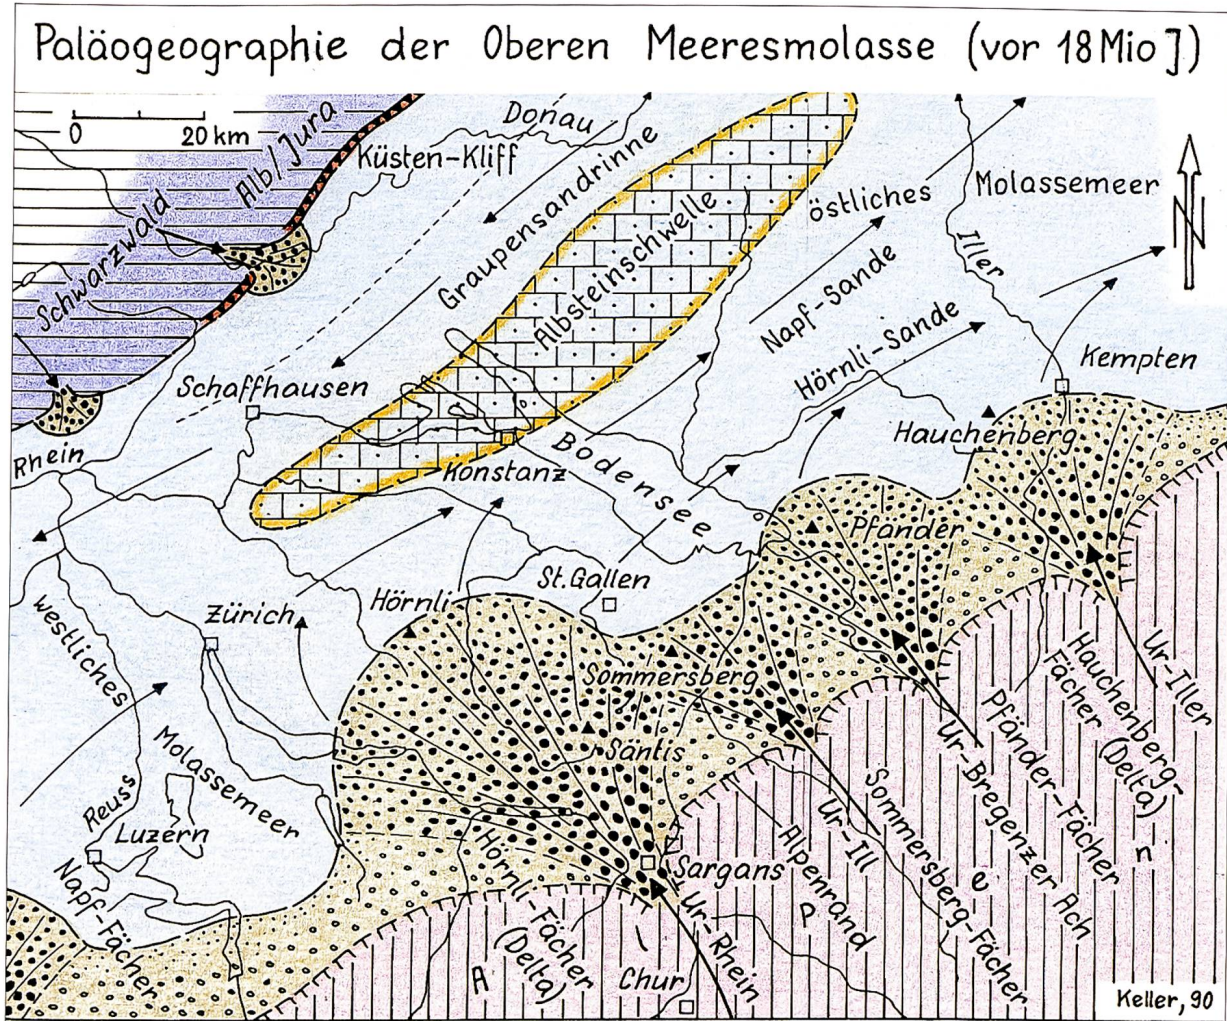 Paläogeographie der Oberen Meeresmolasse (vor 18 Mio J)
0 20 km
Alb/Jura
Donau
Küsten-Kliff
Schwarzwald
Graupensandrinne
Albsteinschwelle
östliches
Molassemeer
N
Iller
Napf-Sande
Hörnli-Sande
Kempten
Schaffhausen
Hauchenberg
Rhein
Konstanz
Bodensee
Pfänder
St.Gallen
Hörnli
Zürich
westliches
Molassemeer
Sommersberg
Säntis
Reuss
Luzern
Napf-Fächer
Hörnli-Fächer
(Delta)
Sargans
Ur-Rhein
Chur
Alpenrand
Ur-Ill
Sommersberg-Fächer
Ur-Bregenzer Ach
Pfänder-Fächer
Hauchenberg-
Fächer (Delta)
Ur-Iller
A l p e n
Keller, 90